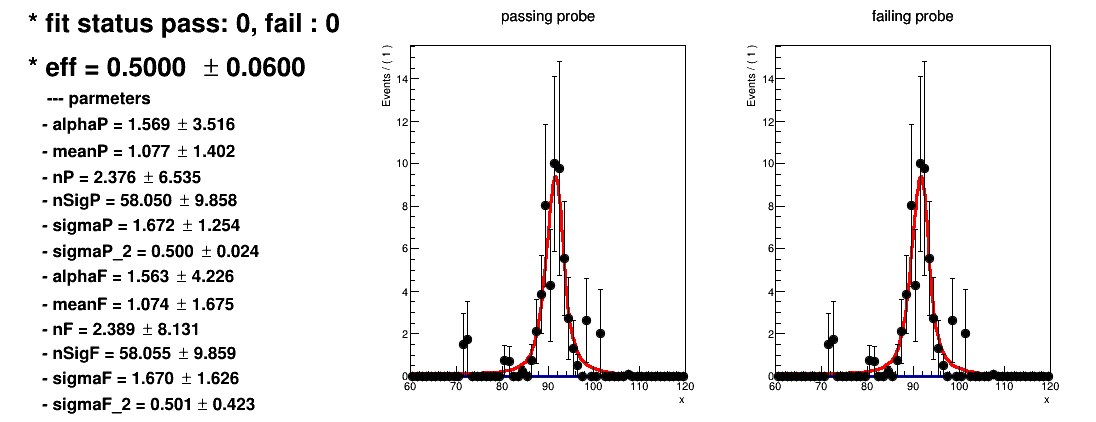 * fit status pass: 0, fail : 0
* eff = 0.5000 ± 0.0600
--- parmeters
- alphaP = 1.569 ± 3.516
- meanP = 1.077 ± 1.402
- nP = 2.376 ± 6.535
- nSigP = 58.050 ± 9.858
- sigmaP = 1.672 ± 1.254
- sigmaP_2 = 0.500 ± 0.024
- alphaF = 1.563 ± 4.226
- meanF = 1.074 ± 1.675
- nF = 2.389 ± 8.131
- nSigF = 58.055 ± 9.859
- sigmaF = 1.670 ± 1.626
- sigmaF_2 = 0.501 ± 0.423
passing probe
Events / ( 1 )
14
12
10
8
6
4
2
0
60 70 80 90 100 110 120
x
failing probe
Events / ( 1 )
14
12
10
8
6
4
2
0
60 70 80 90 100 110 120
x